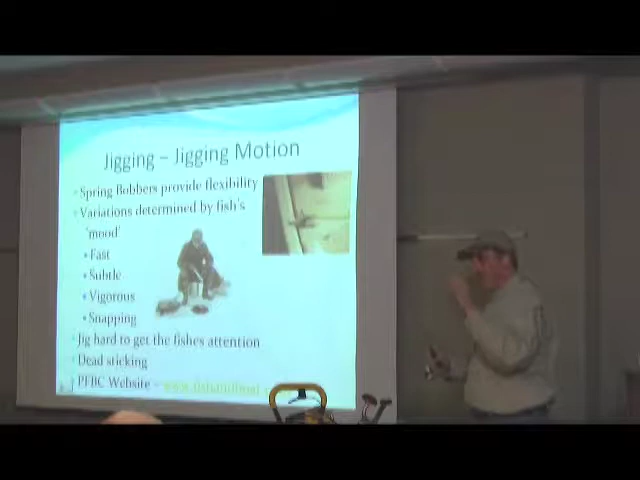 Jigging – Jigging Motion
Spring Bobbers provide flexibility
Variations determined by fish's
'mood'
Fast
Subtle
Vigorous
Snapping
Jig hard to get the fishes attention
Dead sticking
PFBC Website –